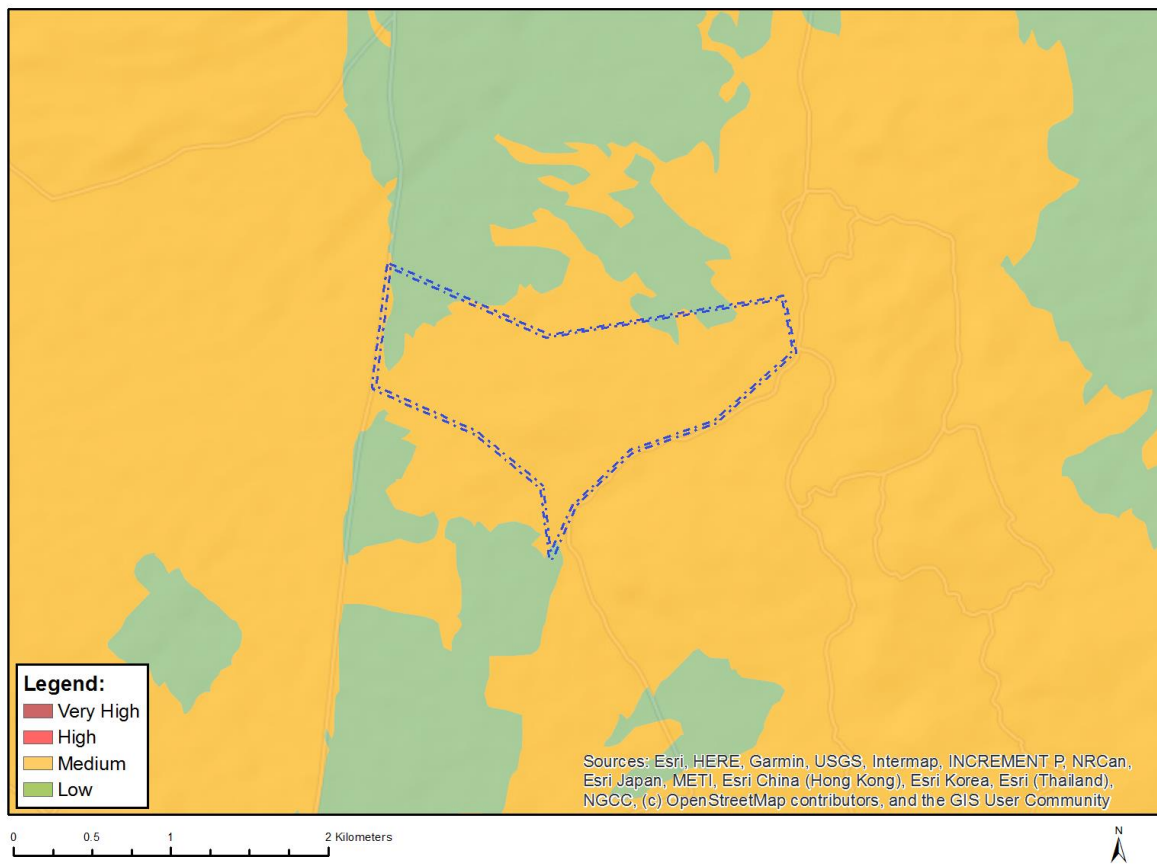 Legend:
Very High
High
Medium
Low
Sources: Esri, HERE, Garmin, USGS, Intermap, INCREMENT P, NRCan,
Esri Japan, METI, Esri China (Hong Kong), Esri Korea, Esri (Thailand),
NGCC, (c) OpenStreetMap contributors, and the GIS User Community
0 0.5 1 2 Kilometers
N